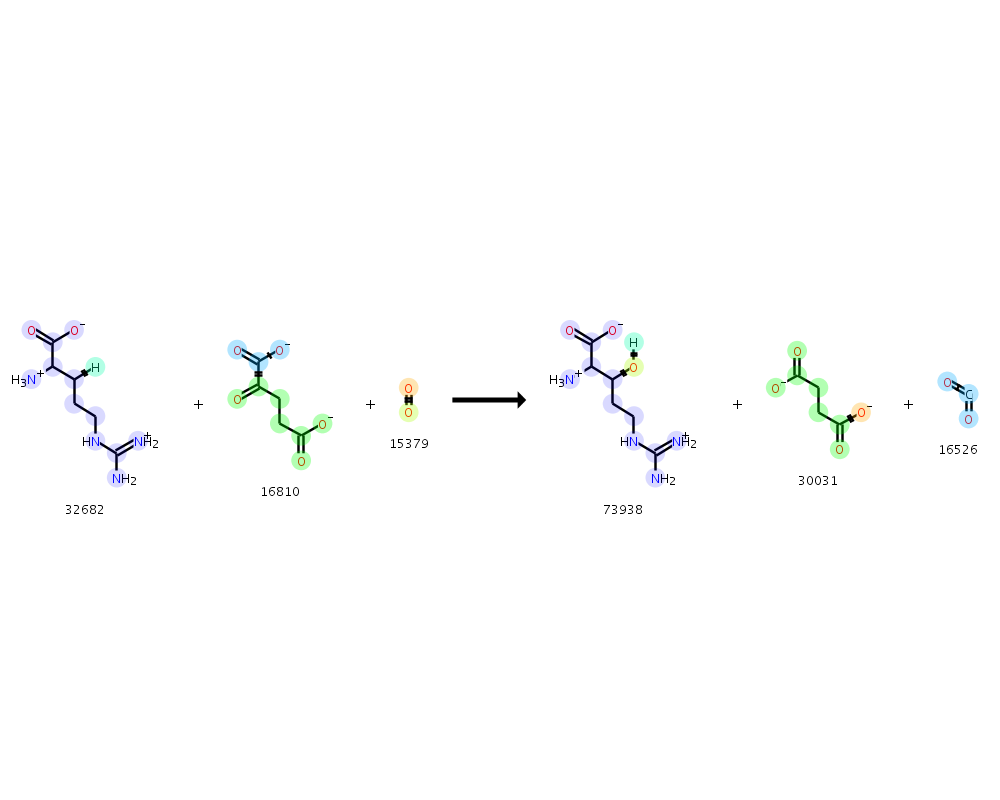 O O⁻ H H₃N⁺ HN NH₂⁺ NH₂
32682
+
O O⁻ O O⁻ O
16810
+
O O
15379
O O⁻ H O H₃N⁺ HN NH₂⁺ NH₂
73938
+
O O⁻ O⁻ O
30031
+
O C O
16526